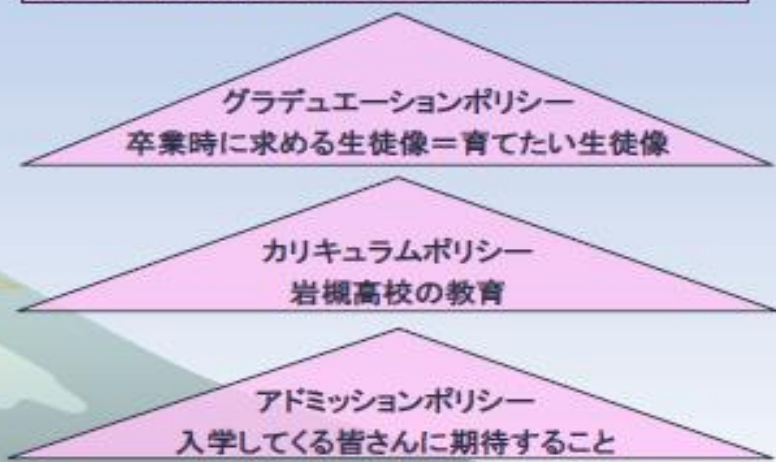 グラデュエーションポリシー
卒業時に求める生徒像＝育てたい生徒像
カリキュラムポリシー
岩槻高校の教育
アドミッションポリシー
入学してくる皆さんに期待すること